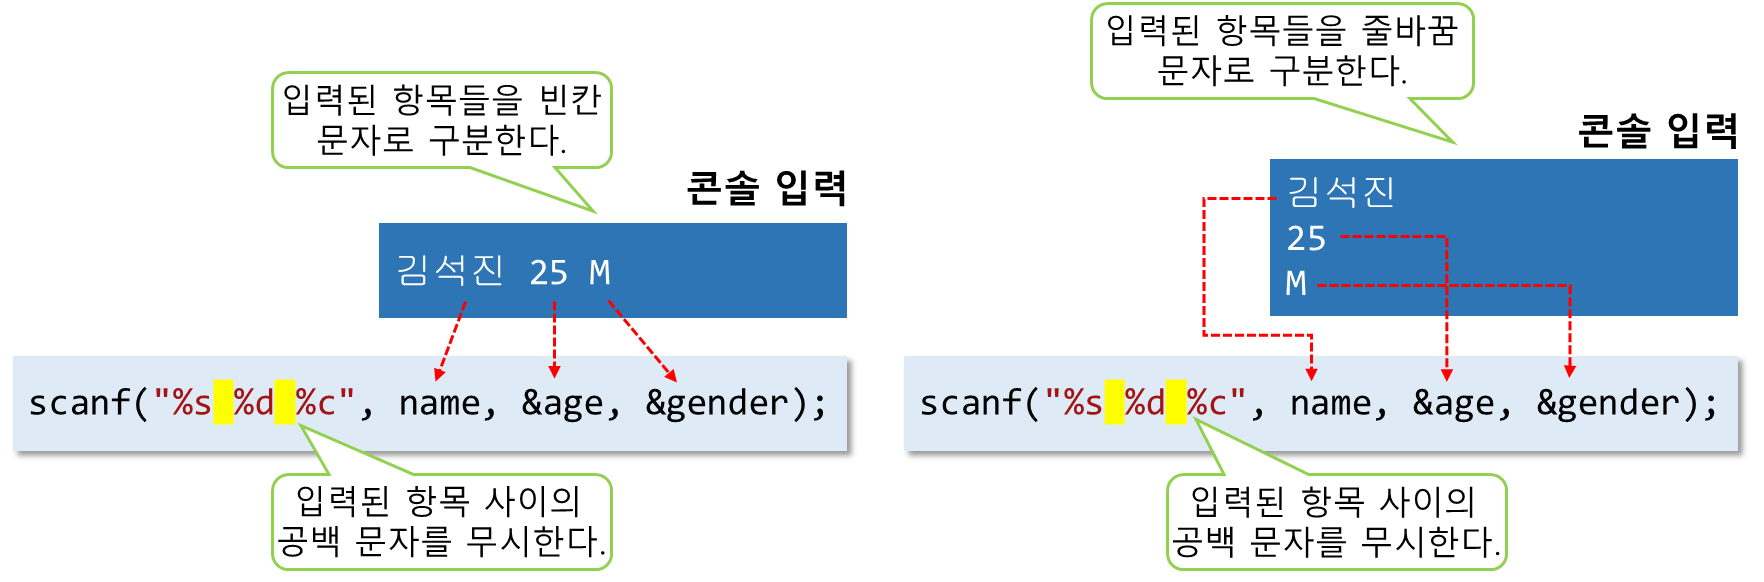 입력된 항목들을 빈칸
문자로 구분한다.
콘솔 입력
김석진 25 M
scanf("%s %d %c", name, &age, &gender);
입력된 항목 사이의
공백 문자를 무시한다.
입력된 항목들을 줄바꿈
문자로 구분한다.
콘솔 입력
김석진
25
M
scanf("%s %d %c", name, &age, &gender);
입력된 항목 사이의
공백 문자를 무시한다.